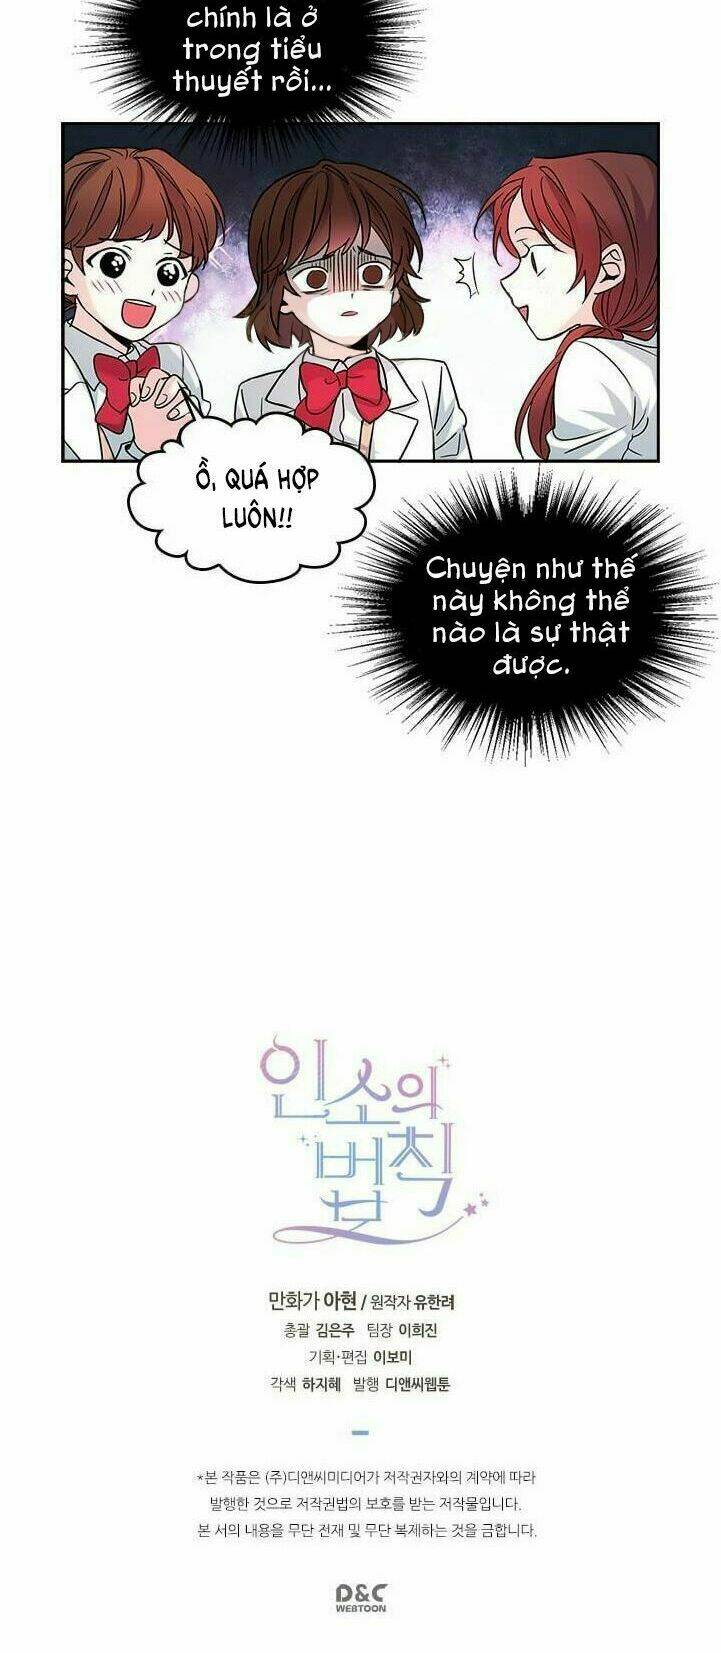 chính là ở
trong tiểu
thuyết rồi...
Ồ, QUÁ HỢP
LUÔN!!
Chuyện như thế
này không thể
nào là sự thật
được.
인소의
법칙
만화가 아현 / 원작자 유한려
총괄 김은주 팀장 이희진
기획·편집 이보미
각색 하지혜 발행 디앤씨웹툰
*본 작품은 (주)디앤씨미디어가 저작권자와의 계약에 따라
발행한 것으로 저작권법의 보호를 받는 저작물입니다.
본 서의 내용을 무단 전재 및 무단 복제하는 것을 금합니다.
D&C
WEBTOON